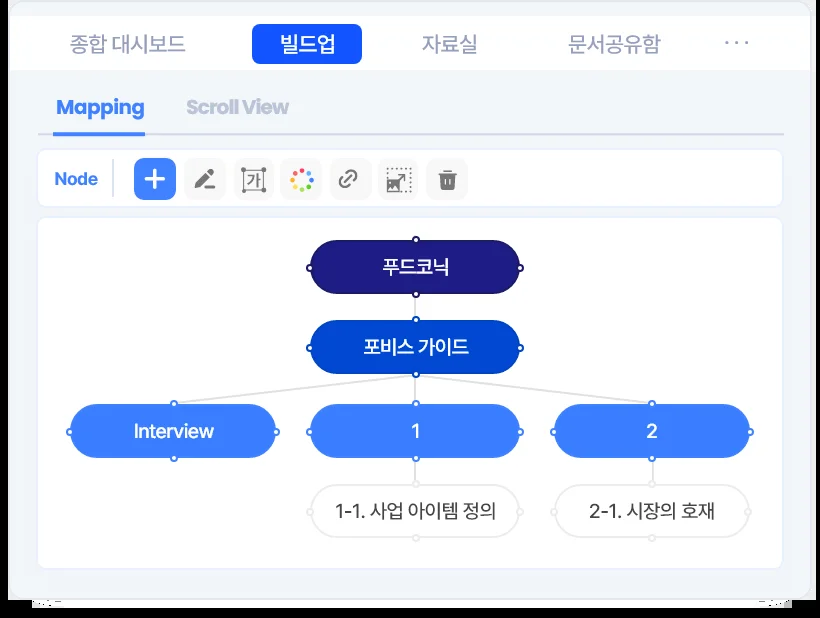 종합 대시보드 빌드업 자료실 문서공유함 ...
Mapping Scroll View
Node 가
푸드코닉
포비스 가이드
Interview 1 2
1-1. 사업 아이템 정의 2-1. 시장의 호재